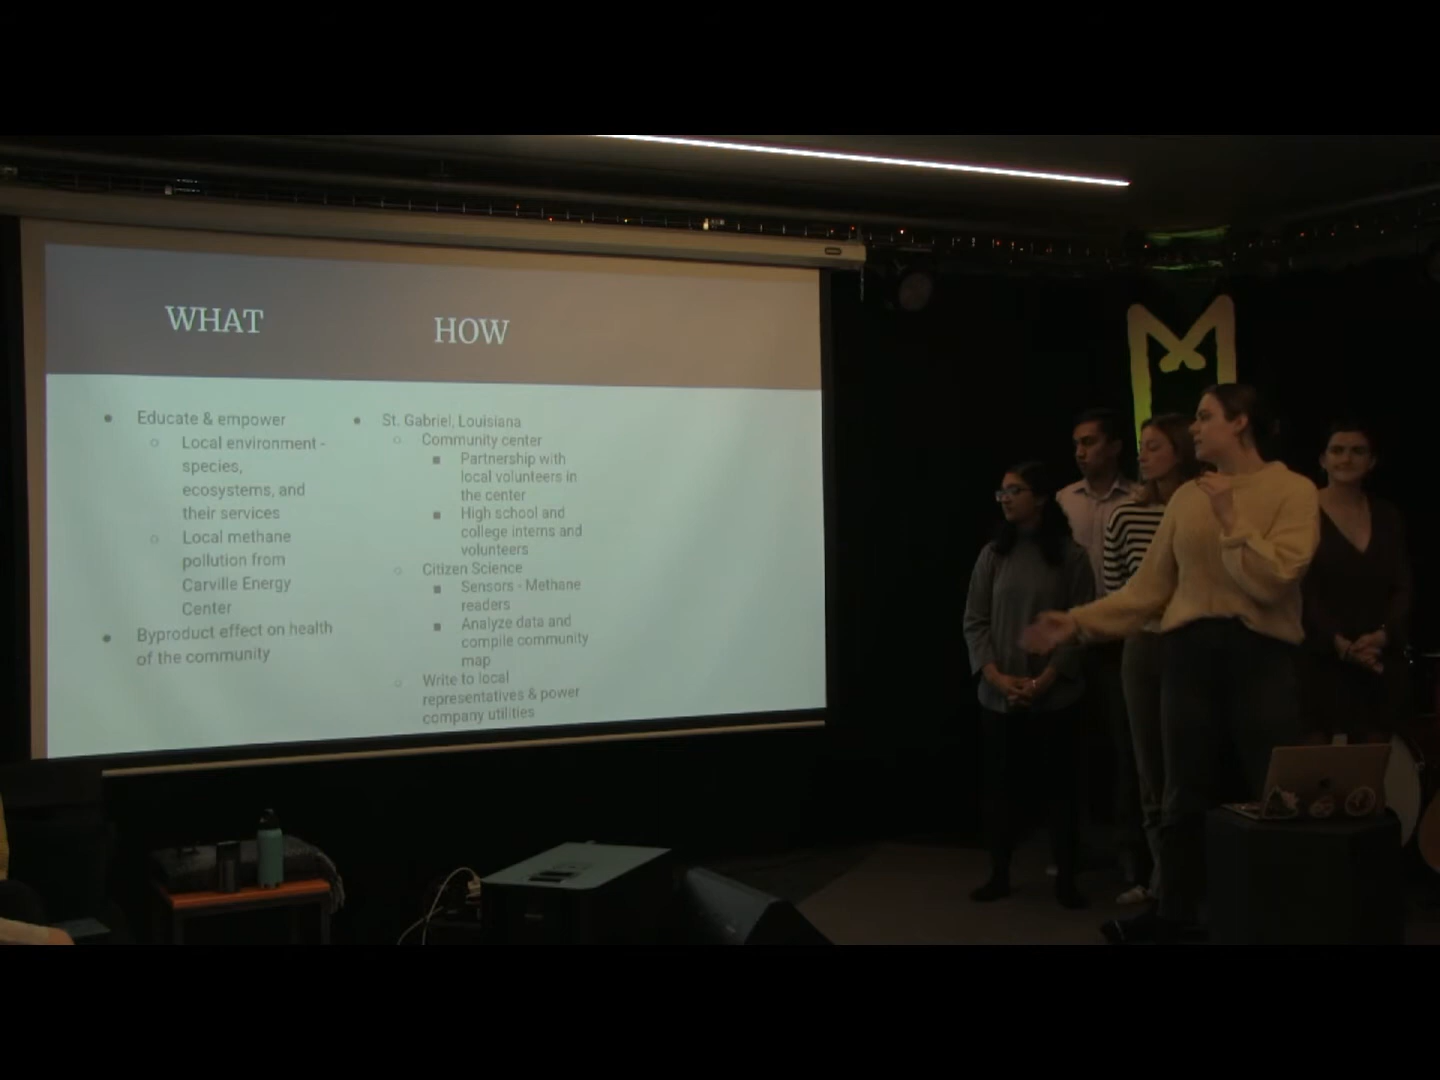 WHAT
HOW
Educate & empower
Local environment -
species,
ecosystems, and
their services
Local methane
pollution from
Carville Energy
Center
Byproduct effect on health
of the community
St. Gabriel, Louisiana
Community center
Partnership with
local volunteers in
the center
High school and
college interns and
volunteers
Citizen Science
Sensors - Methane
readers
Analyze data and
compile community
map
Write to local
representatives & power
company utilities
M